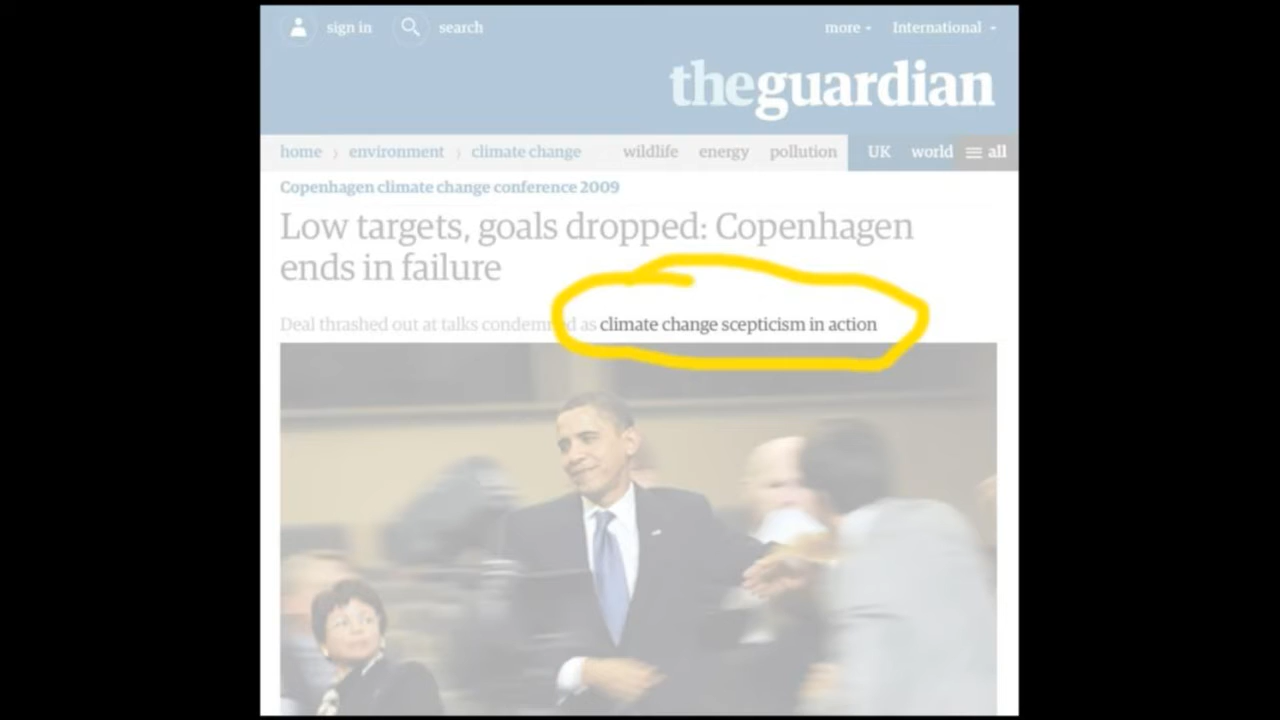 sign in search more International
theguardian
home › environment › climate change wildlife energy pollution UK world all
Copenhagen climate change conference 2009
Low targets, goals dropped: Copenhagen
ends in failure
Deal thrashed out at talks condemned as climate change scepticism in action